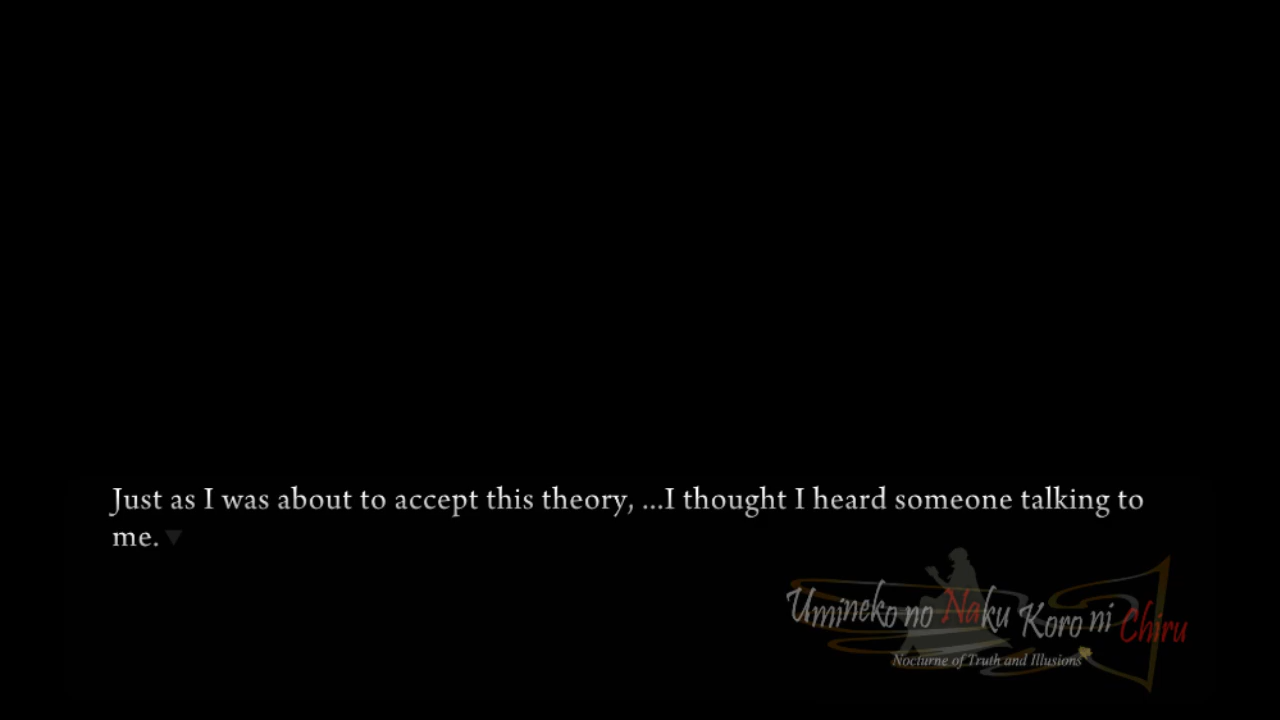 Just as I was about to accept this theory, ...I thought I heard someone talking to
me.
Umineko no Naku Koro ni Chiru
Nocturne of Truth and Illusions